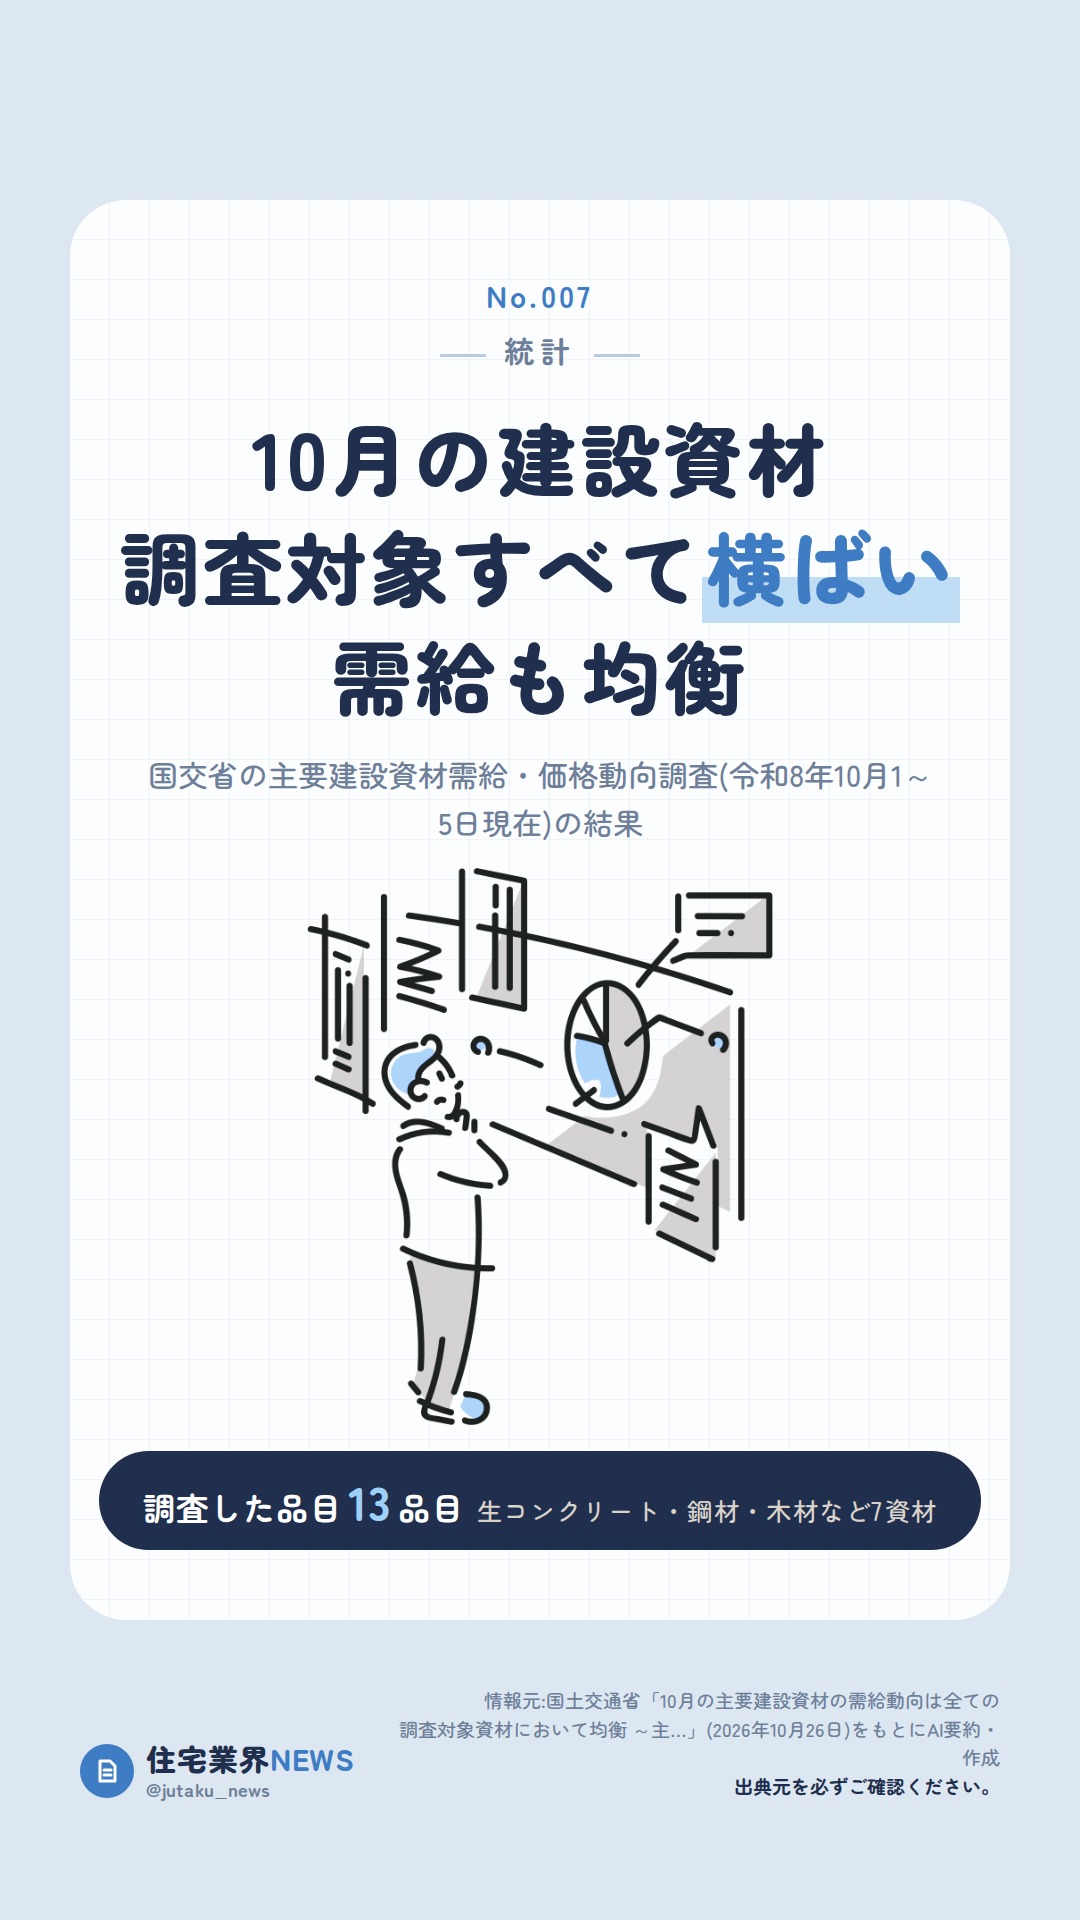 No.007
統計
10月の建設資材
調査対象すべて横ばい
需給も均衡
国交省の主要建設資材需給・価格動向調査(令和8年10月1～
5日現在)の結果
調査した品目13品目 生コンクリート・鋼材・木材など7資材
情報元:国土交通省「10月の主要建設資材の需給動向は全ての
調査対象資材において均衡 ～主…」(2026年10月26日)をもとにAI要約・
作成
出典元を必ずご確認ください。
住宅業界NEWS
@jutaku_news